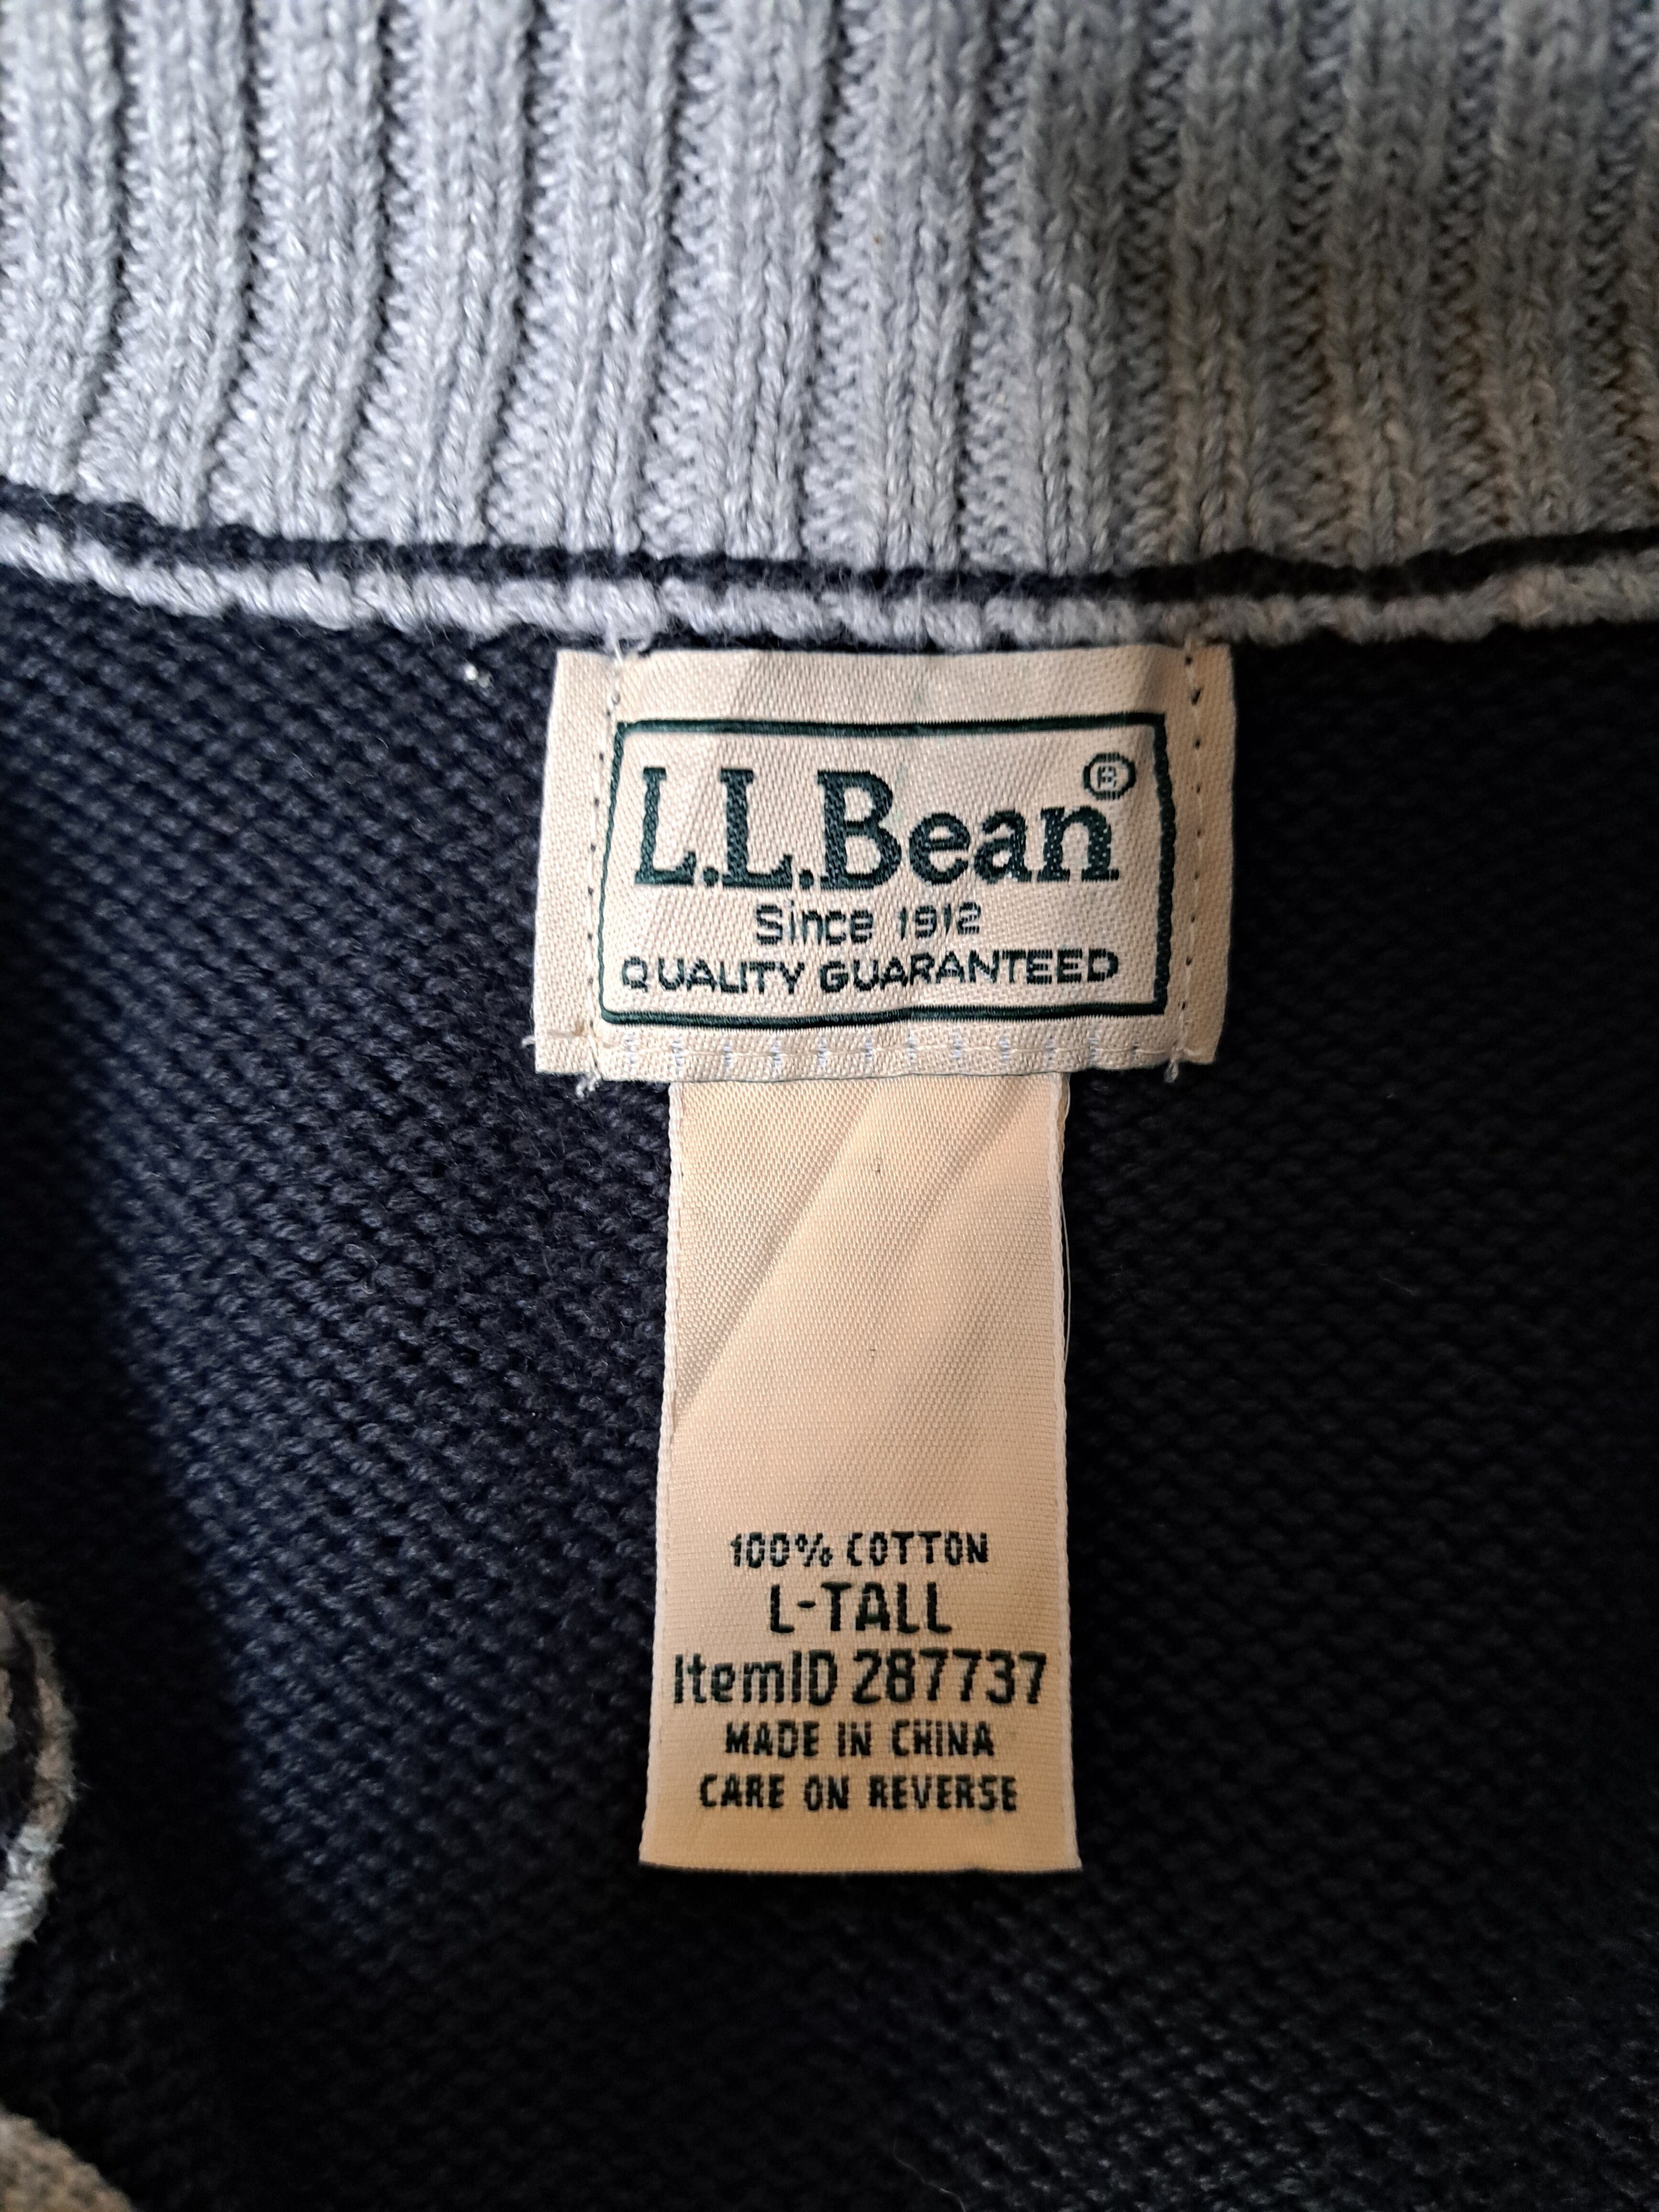 L.L.Bean®
Since 1912
QUALITY GUARANTEED
100% COTTON
L-TALL
ItemID 287737
MADE IN CHINA
CARE ON REVERSE